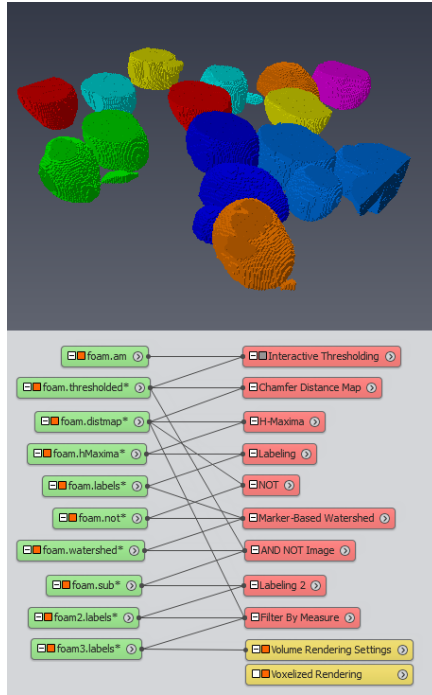 foam.am
Interactive Thresholding
foam.thresholded*
Chamfer Distance Map
foam.distmap*
H-Maxima
foam.hMaxima*
Labeling
foam.labels*
NOT
foam.not*
Marker-Based Watershed
foam.watershed*
AND NOT Image
foam.sub*
Labeling 2
foam2.labels*
Filter By Measure
foam3.labels*
Volume Rendering Settings
Voxelized Rendering